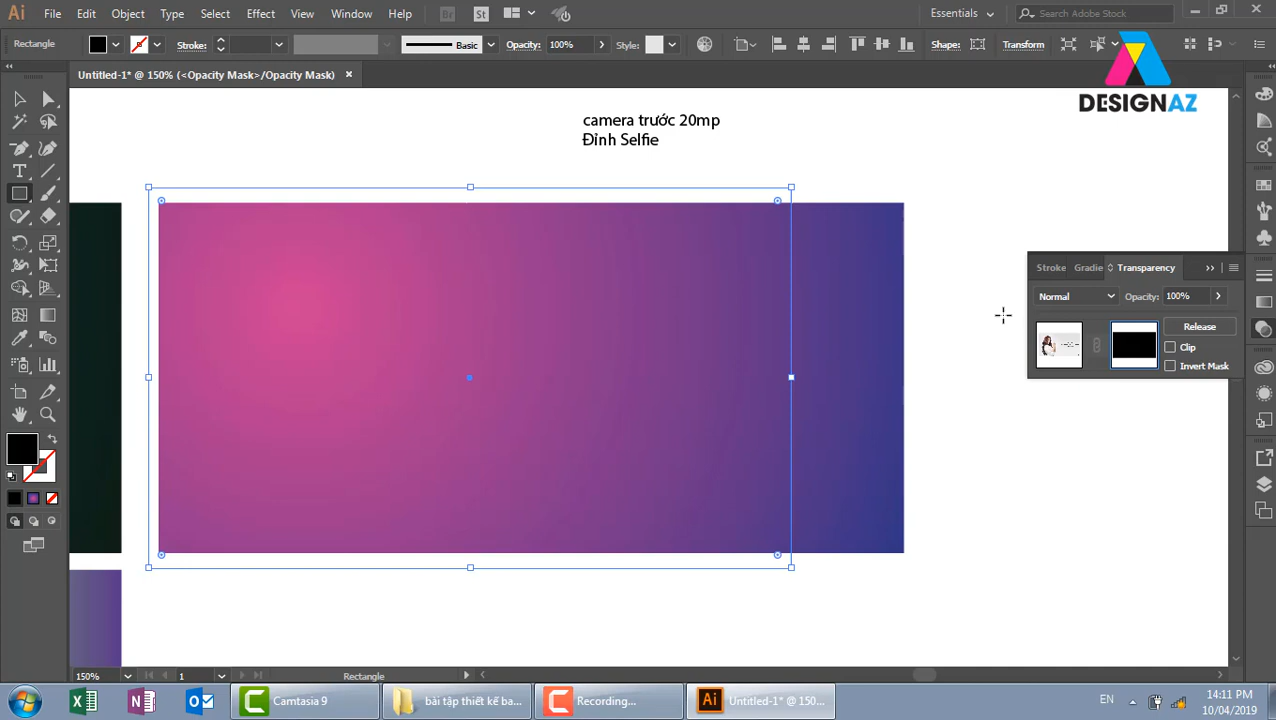 File Edit Object Type Select Effect View Window Help Br St Essentials Search Adobe Stock
Rectangle Stroke: Basic Opacity: 100% Style: Shape: Transform
Untitled-1* @ 150% (<Opacity Mask>/Opacity Mask)
DESIGNAZ
camera trước 20mp
Đỉnh Selfie
Stroke Gradie Transparency
Normal Opacity: 100%
Release
Clip
Invert Mask
150% 1 Rectangle
Camtasia 9 bài tập thiết kế ba... Recording... Untitled-1* @ 150... EN
14:11 PM
10/04/2019